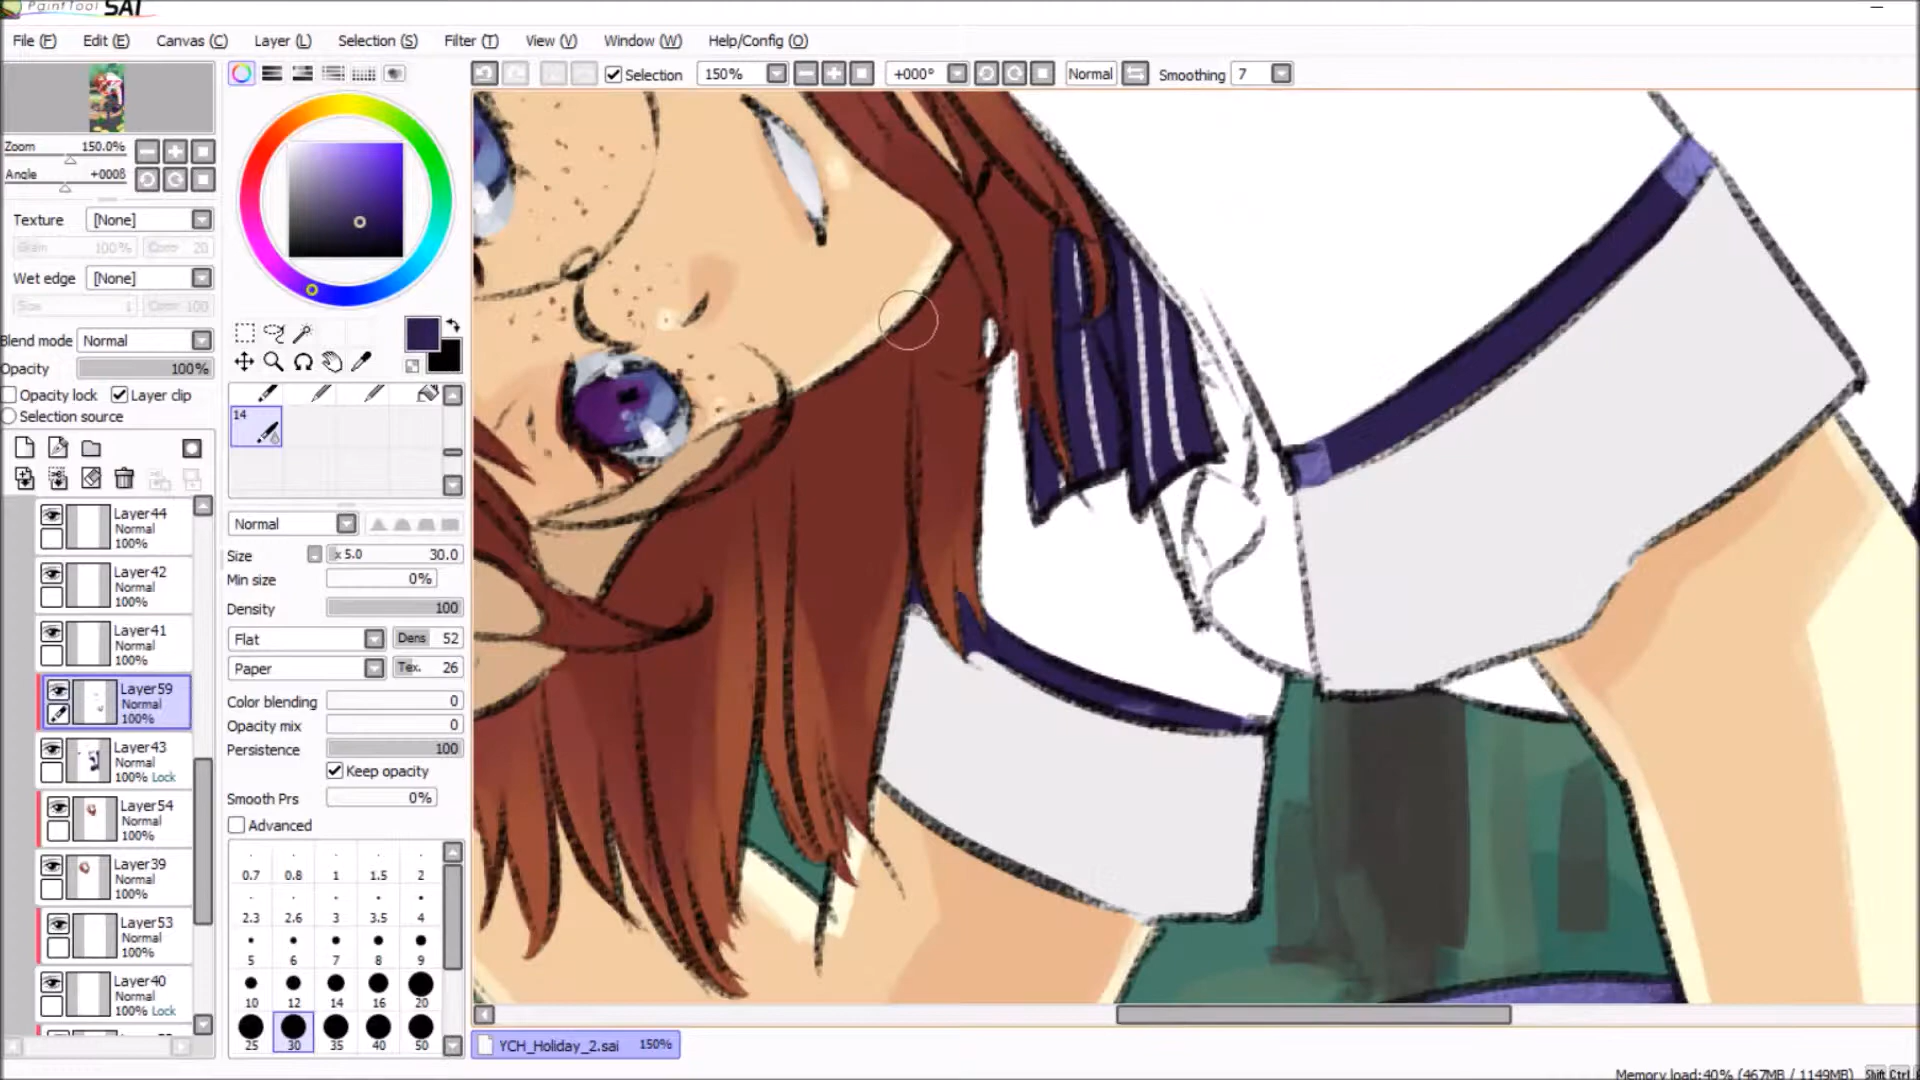 PaintTool SAI
File (F) Edit (E) Canvas (C) Layer (L) Selection (S) Filter (T) View (V) Window (W) Help/Config (O)
Selection 150% +000° Normal Smoothing 7
Zoom 150.0%
Angle +000ß
Texture [None]
100% 20
Wet edge [None]
Size 1 100
Blend mode Normal
Opacity 100%
Opacity lock Layer clip
Selection source
Layer44
Normal
100%
Layer42
Normal
100%
Layer41
Normal
100%
Layer59
Normal
100%
Layer43
Normal
100% Lock
Layer54
Normal
100%
Layer39
Normal
100%
Layer53
Normal
100%
Layer40
Normal
100% Lock
14
Normal
Size x 5.0 30.0
Min size 0%
Density 100
Flat Dens 52
Paper Tex. 26
Color blending 0
Opacity mix 0
Persistence 100
Keep opacity
Smooth Prs 0%
Advanced
0.7 0.8 1 1.5 2
2.3 2.6 3 3.5 4
5 6 7 8 9
10 12 14 16 20
25 30 35 40 50
YCH_Holiday_2.sai 150%
Memory load:40% (467MB / 1149MB) Shift Ctrl